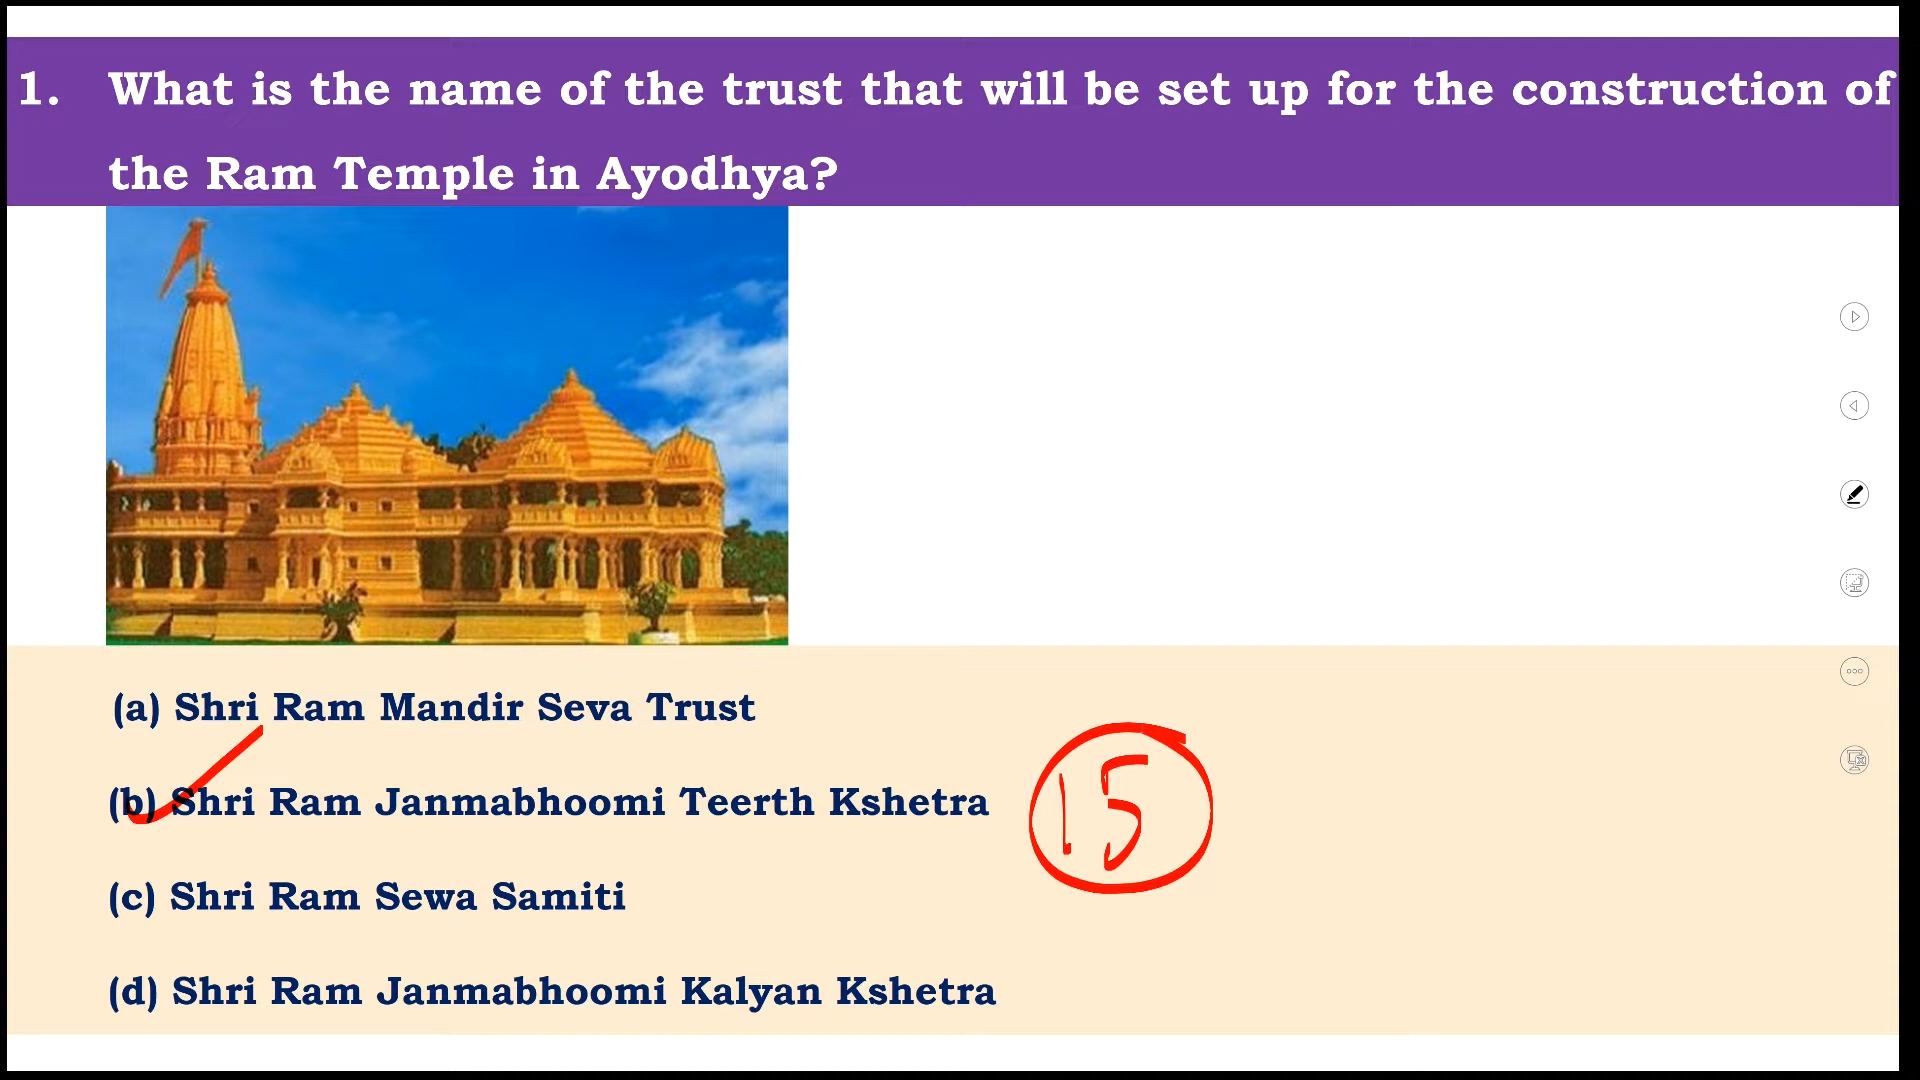 1. What is the name of the trust that will be set up for the construction of
the Ram Temple in Ayodhya?
(a) Shri Ram Mandir Seva Trust
(b) Shri Ram Janmabhoomi Teerth Kshetra
15
(c) Shri Ram Sewa Samiti
(d) Shri Ram Janmabhoomi Kalyan Kshetra